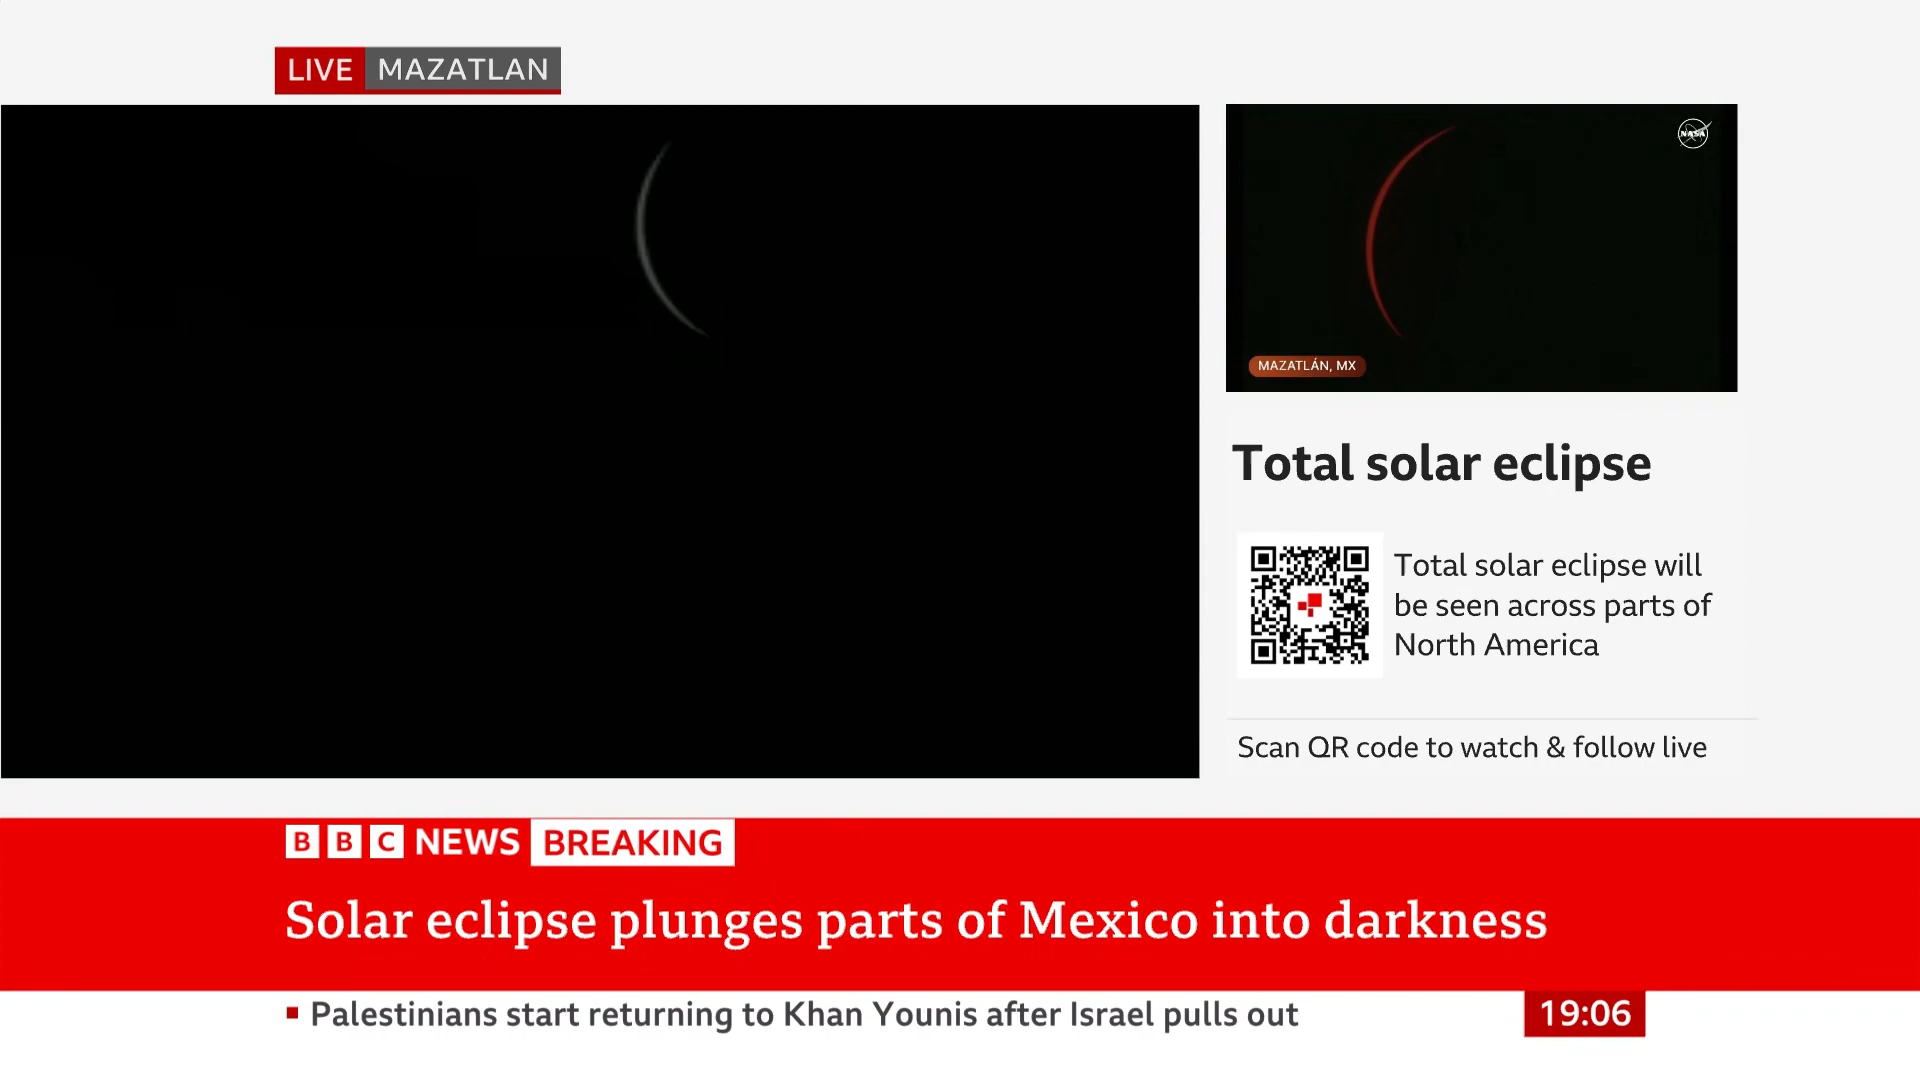 LIVE MAZATLAN
NASA
MAZATLÁN, MX
Total solar eclipse
Total solar eclipse will
be seen across parts of
North America
Scan QR code to watch & follow live
BBC NEWS BREAKING
Solar eclipse plunges parts of Mexico into darkness
Palestinians start returning to Khan Younis after Israel pulls out
19:06